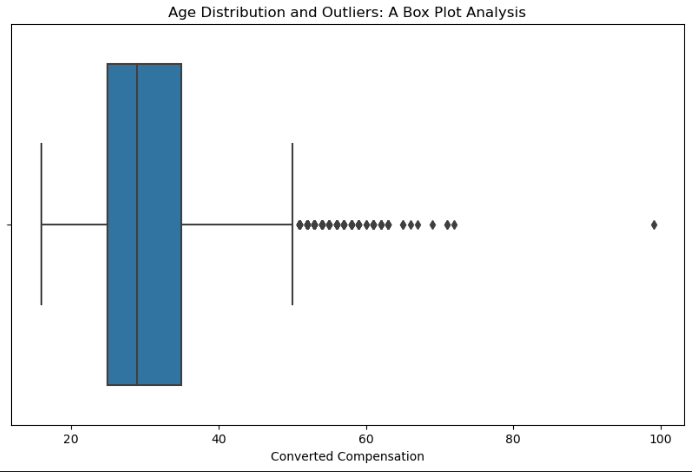 Age Distribution and Outliers: A Box Plot Analysis
20 40 60 80 100
Converted Compensation